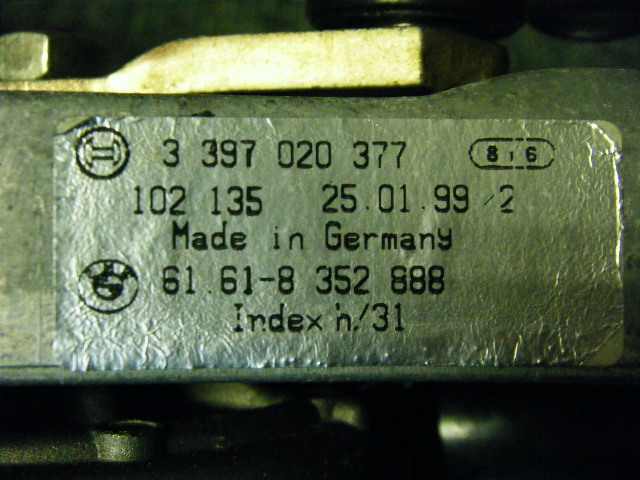 3 397 020 377 8 6
102 135 25.01.99 /2
Made in Germany
61.61-8 352 888
Index h/31